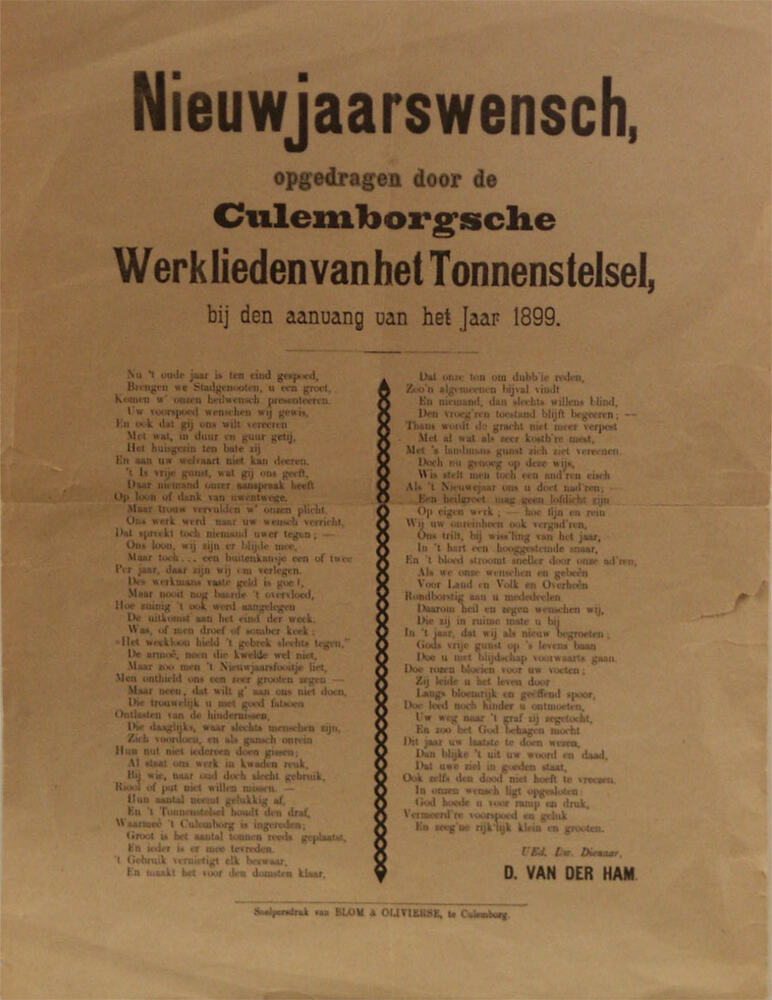 Nieuwjaarswensch,
opgedragen door de
Culemborgsche
Werklieden van het Tonnenstelsel,
bij den aanvang van het Jaar 1899.
Nu 't oude jaar is ten eind gespoed,
Brengen we Stadgenooten, u een groet,
Komen w' onzen heilwensch presenteeren.
Uw voorspoed wenschen wij gewis,
En ook dat gij ons wilt vereeren
Met wat, in duur en guur getij,
Het huisgezin ten bate zij
En aan uw welvaart niet kan deeren.
't Is vrije gunst, wat gij ons geeft,
Daar niemand onzer aanspraak heeft
Op loon of dank van uwentwege.
Maar trouw vervulden w' onzen plicht.
Ons werk werd naar uw wensch verricht,
Dat spreekt toch niemand uwer tegen; —
Ons loon, wij zijn er blijde mee,
Maar toch... een buitenkansje een of twee
Per jaar, daar zijn wij om verlegen.
Des werkmans vaste geld is goed,
Maar nooit nog baarde 't overvloed,
Hoe zuinig 't ook werd aangelegen
De uitkomst aan het eind der week.
Was, of men droef of somber keek;
»Het weekloon hield 't gebrek slechts tegen,"
De armoê, neen die kwelde wel niet,
Maar zoo men 't Nieuwjaarsfooitje liet,
Men onthield ons een zeer grooten zegen —
Maar neen, dat wilt g' aan ons niet doen,
Die trouwelijk u met goed fatsoen
Ontlasten van de hindernissen,
Die daaglijks, waar slechts menschen zijn,
Zich voordoen, en als gansch onrein
Hun nut niet iedereen doen gissen;
Al staat ons werk in kwaden reuk,
Bij wie, naar oud doch slecht gebruik,
Riool of put niet willen missen. —
Hun aantal neemt gelukkig af,
En 't Tonnenstelsel houdt den draf,
Waarmeê 't Culemborg is ingereden;
Groot is het aantal tonnen reeds geplaatst,
En ieder is er mee tevreden.
't Gebruik vernietigt elk bezwaar,
En maakt het voor den domsten klaar,
Dat onze ton om dubb'le reden,
Zoo'n algemeenen bijval vindt
En niemand, dan slechts willens blind,
Den vroeg'ren toestand blijft begeeren; —
Thans wordt de gracht niet meer verpest
Met al wat als zeer kostb're mest,
Met 's landmans gunst zich ziet vereenen.
Doch nu genoeg op deze wijs,
Wis stelt men toch een and'ren eisch
Als 't Nieuwejaar ons u doet nad'ren; —
Een heilgroet mag geen lofdicht zijn
Op eigen werk; — hoe fijn en rein
Wij uw onreinheen ook vergad'ren,
Ons trilt, bij wiss'ling van het jaar,
In 't hart een hooggestemde snaar,
En 't bloed stroomt sneller door onze ad'ren,
Als we onze wenschen en gebeên
Voor Land en Volk en Overheên
Rondborstig aan u mededeelen
Daarom heil en zegen wenschen wij,
Die zij in ruime mate u bij
In 't jaar, dat wij als nieuw begroeten;
Gods vrije gunst op 's levens baan
Doe u met blijdschap voorwaarts gaan.
Doe rozen bloeien voor uw voeten;
Zij leide u het leven door
Langs bloemrijk en geëffend spoor,
Doe leed noch hinder u ontmoeten,
Uw weg naar 't graf zij zegetocht,
En zoo het God behagen mocht
Dit jaar uw laatste te doen wezen,
Dan blijke 't uit uw woord en daad,
Dat uwe ziel in goeden staat,
Ook zelfs den dood niet hoeft te vreezen.
In onzen wensch ligt opgesloten
God hoede u voor ramp en druk,
Vermeerd're voorspoed en geluk
En zeeg'ne rijk'lijk klein en grooten.
UEd. Dw. Dienaar,
D. VAN DER HAM.
Snelpersdruk van BLOM & OLIVIERSE, te Culemborg.